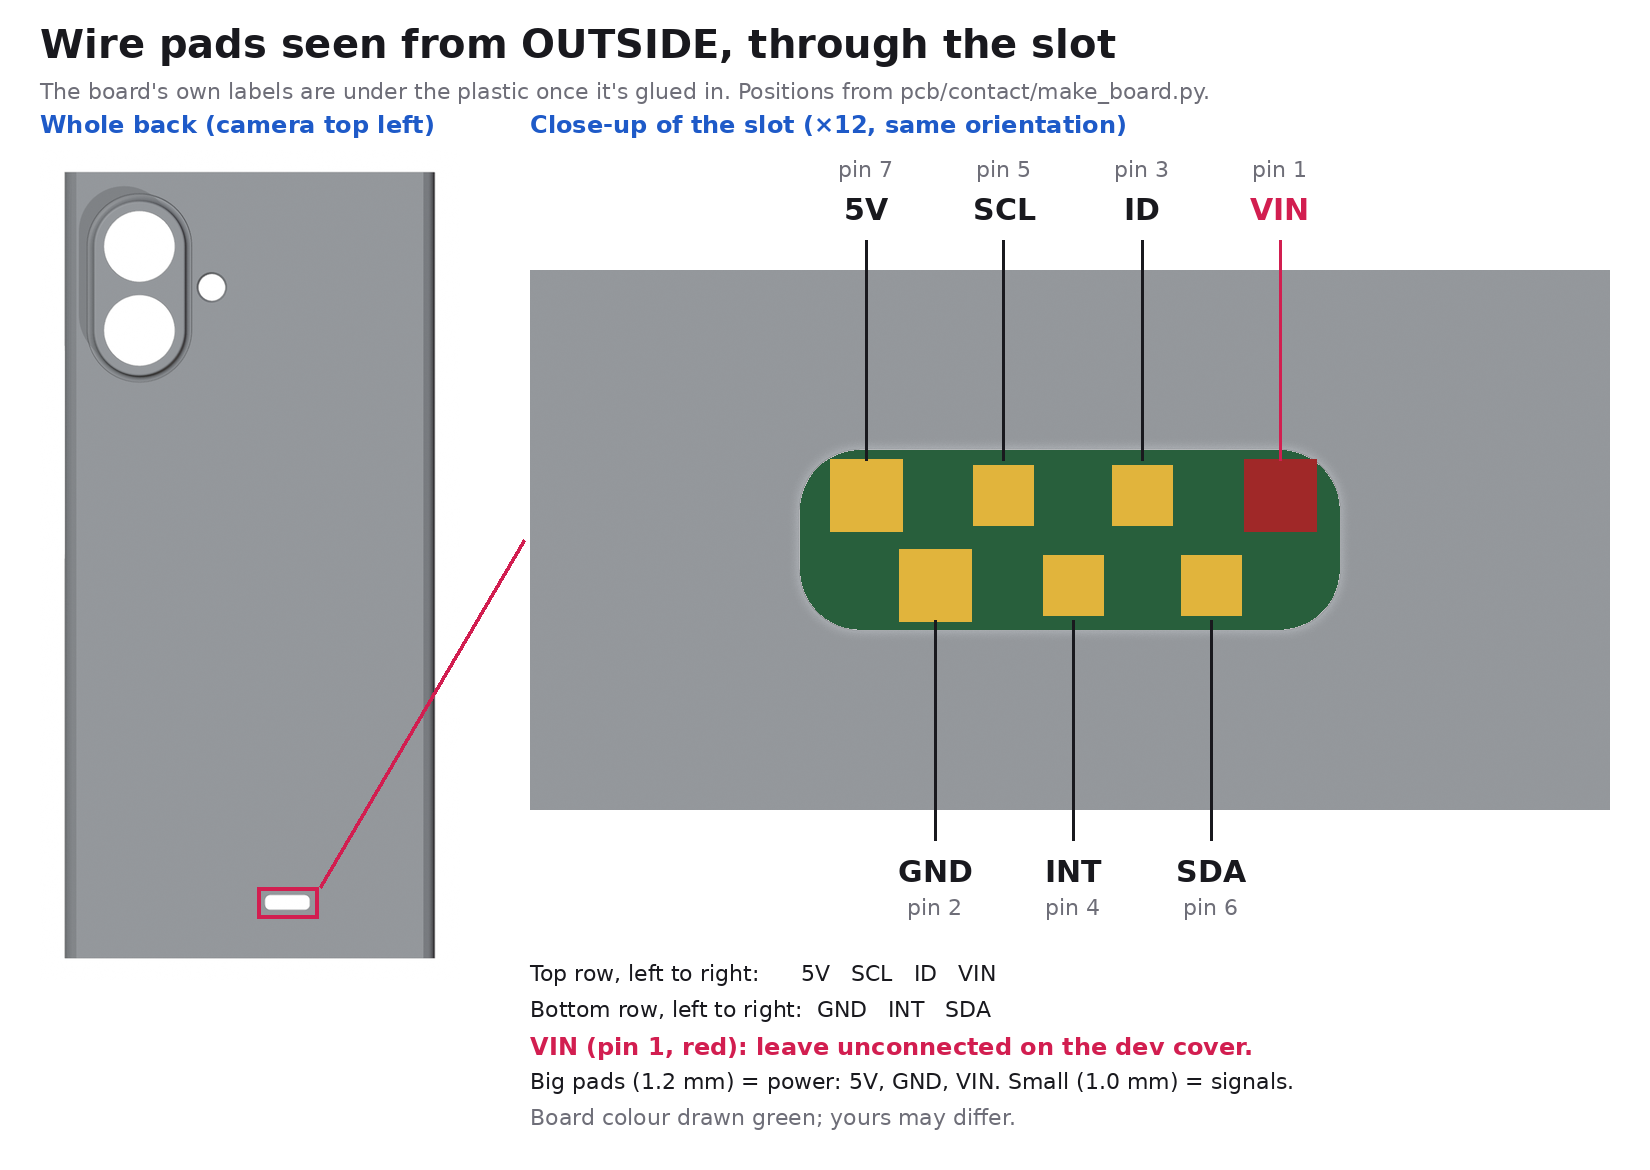 Wire pads seen from OUTSIDE, through the slot
The board's own labels are under the plastic once it's glued in. Positions from pcb/contact/make_board.py.
Whole back (camera top left)
Close-up of the slot (×12, same orientation)
pin 7 pin 5 pin 3 pin 1
5V SCL ID VIN
GND INT SDA
pin 2 pin 4 pin 6
Top row, left to right: 5V SCL ID VIN
Bottom row, left to right: GND INT SDA
VIN (pin 1, red): leave unconnected on the dev cover.
Big pads (1.2 mm) = power: 5V, GND, VIN. Small (1.0 mm) = signals.
Board colour drawn green; yours may differ.